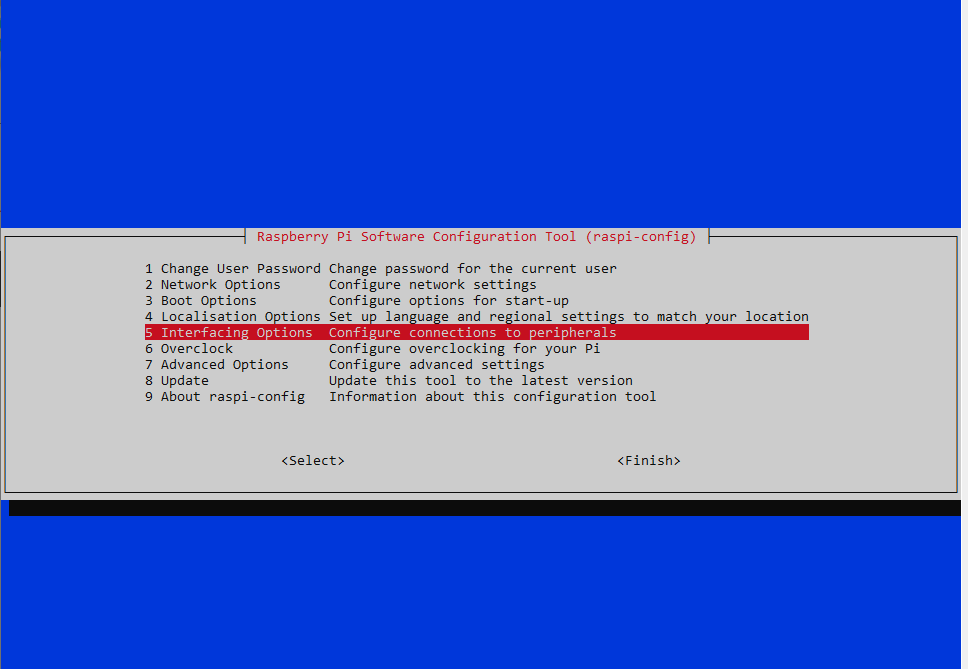 Raspberry Pi Software Configuration Tool (raspi-config)
1 Change User Password Change password for the current user
2 Network Options Configure network settings
3 Boot Options Configure options for start-up
4 Localisation Options Set up language and regional settings to match your location
5 Interfacing Options Configure connections to peripherals
6 Overclock Configure overclocking for your Pi
7 Advanced Options Configure advanced settings
8 Update Update this tool to the latest version
9 About raspi-config Information about this configuration tool
<Select> <Finish>